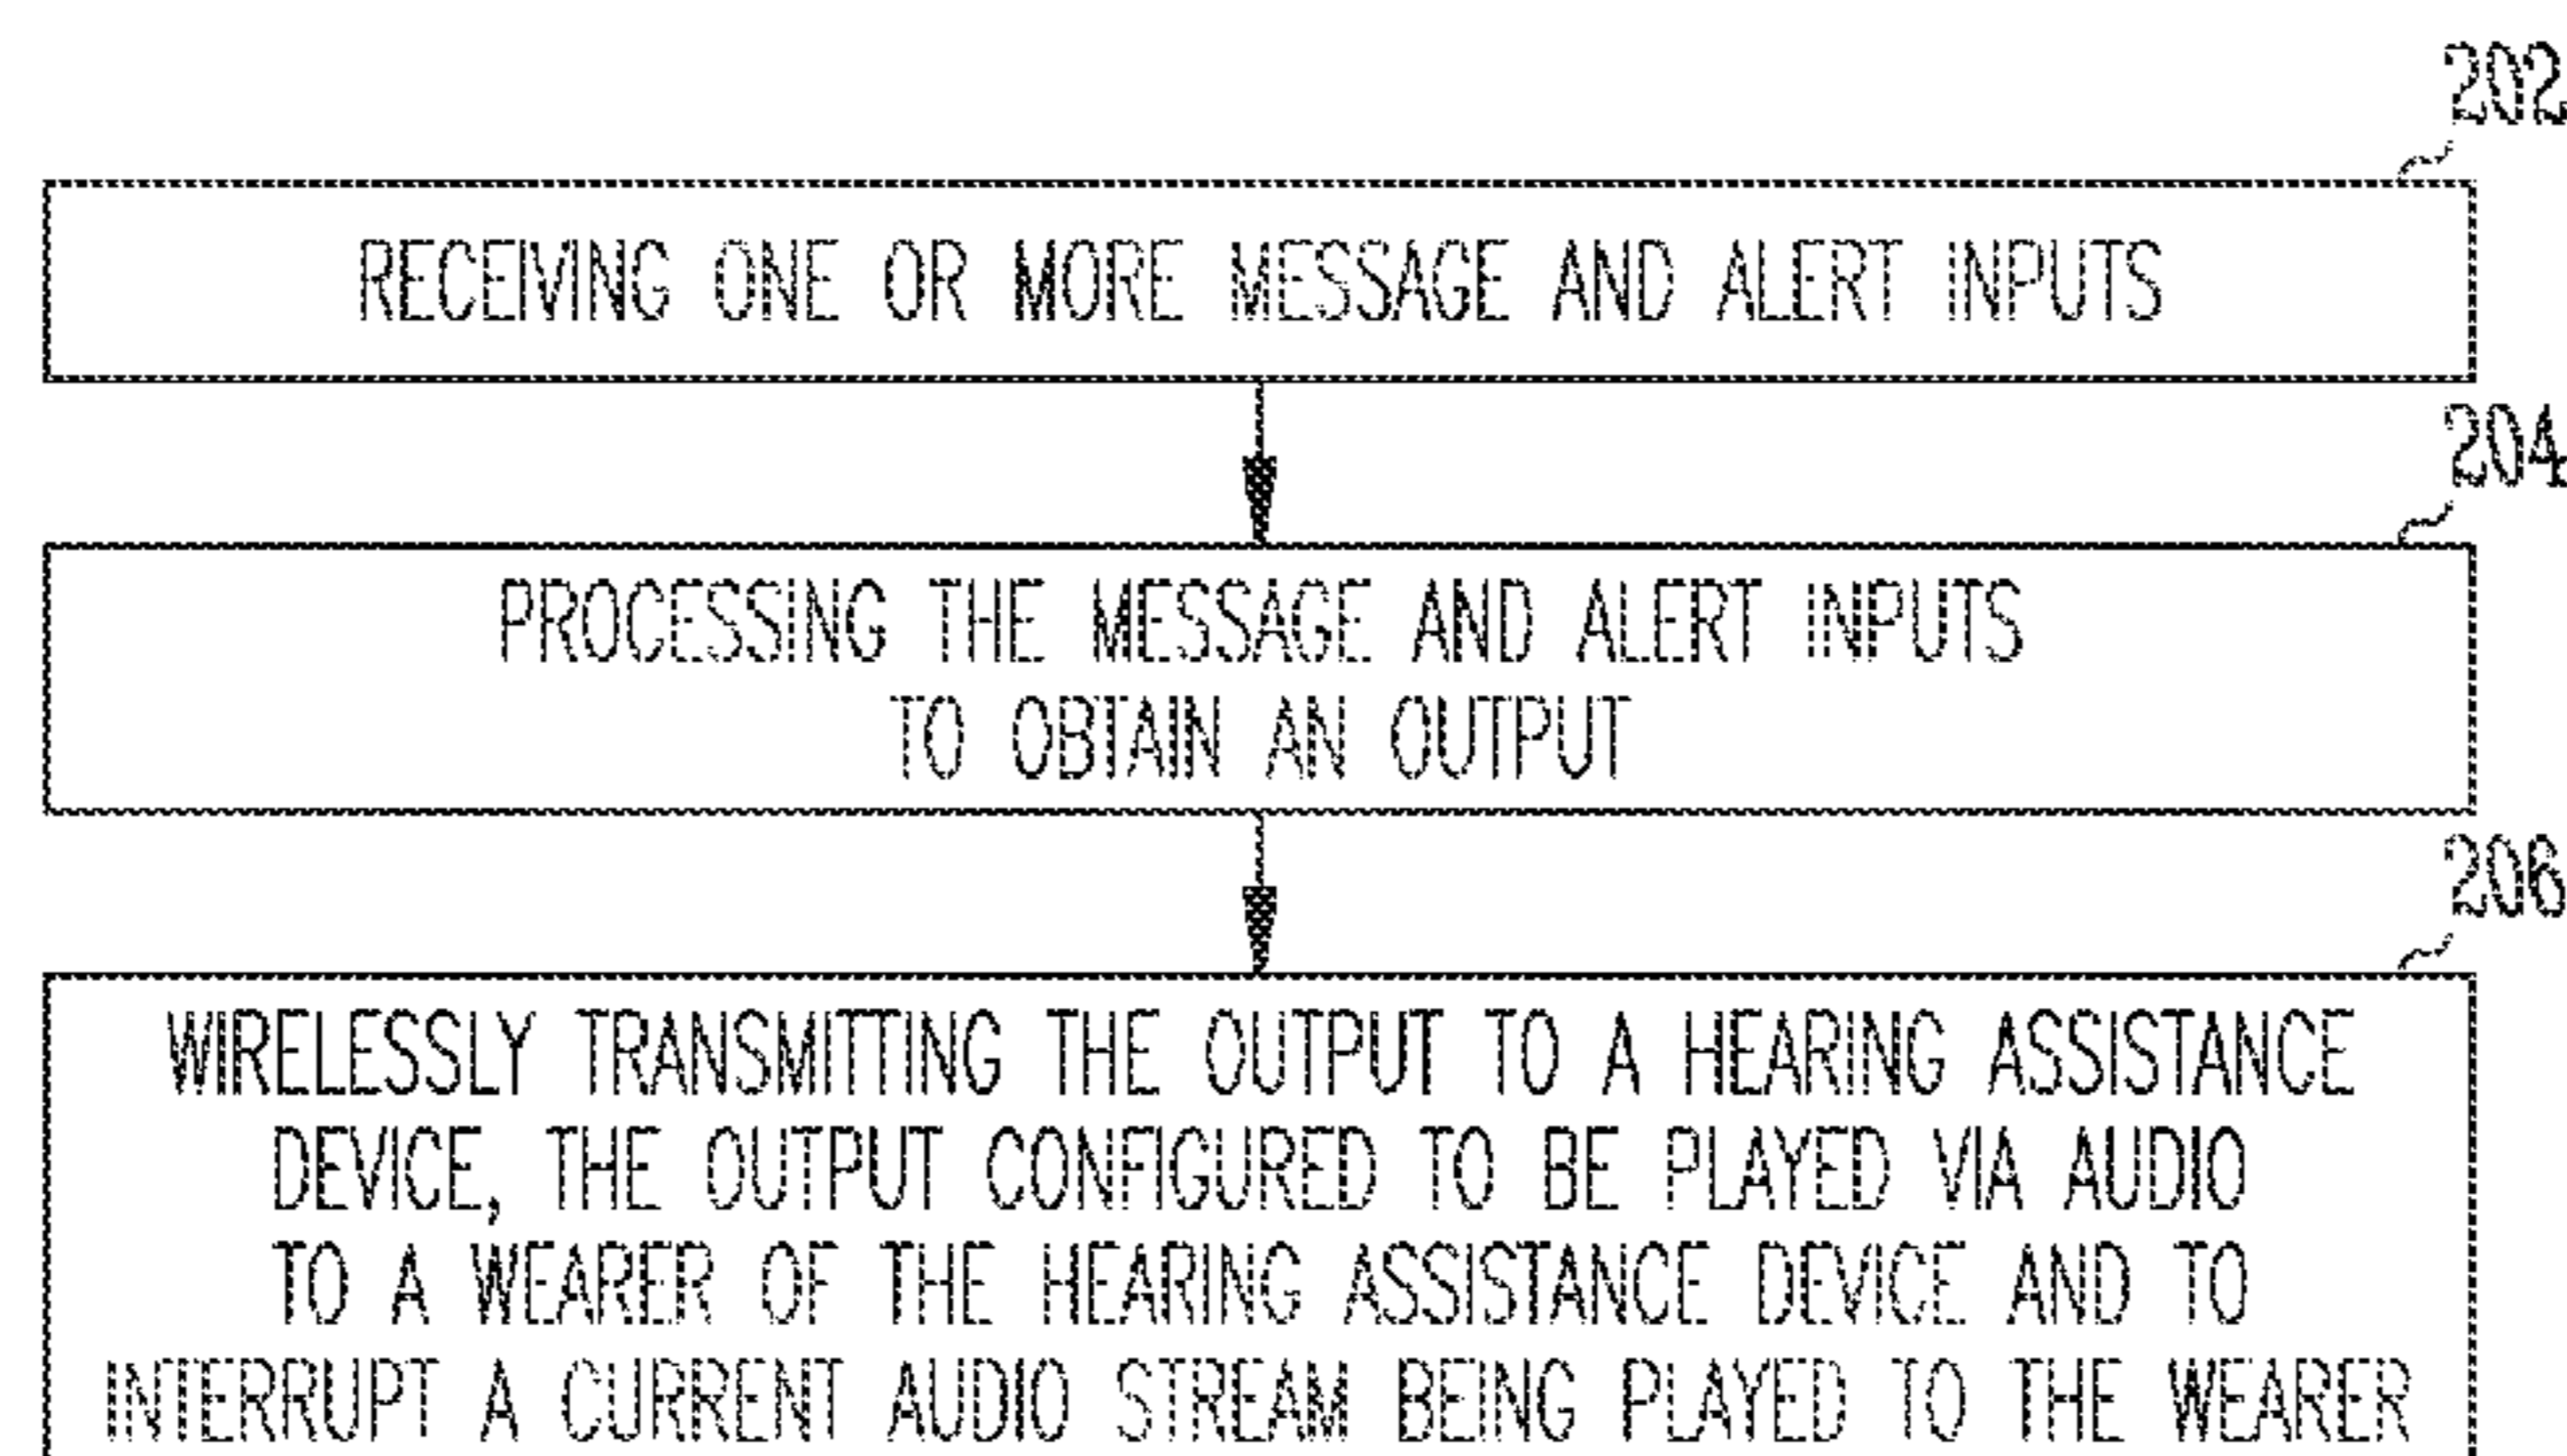 202
RECEIVING ONE OR MORE MESSAGE AND ALERT INPUTS
204
PROCESSING THE MESSAGE AND ALERT INPUTS
TO OBTAIN AN OUTPUT
206
WIRELESSLY TRANSMITTING THE OUTPUT TO A HEARING ASSISTANCE
DEVICE, THE OUTPUT CONFIGURED TO BE PLAYED VIA AUDIO
TO A WEARER OF THE HEARING ASSISTANCE DEVICE AND TO
INTERRUPT A CURRENT AUDIO STREAM BEING PLAYED TO THE WEARER